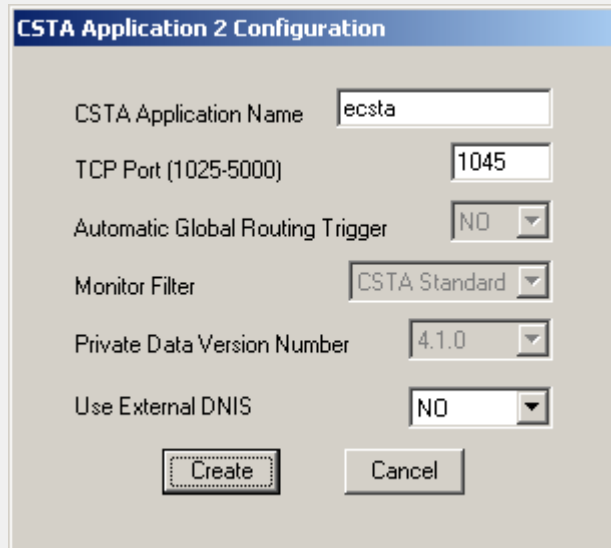 CSTA Application 2 Configuration
CSTA Application Name ecsta
TCP Port (1025-5000) 1045
Automatic Global Routing Trigger NO
Monitor Filter CSTA Standard
Private Data Version Number 4.1.0
Use External DNIS NO
Create Cancel